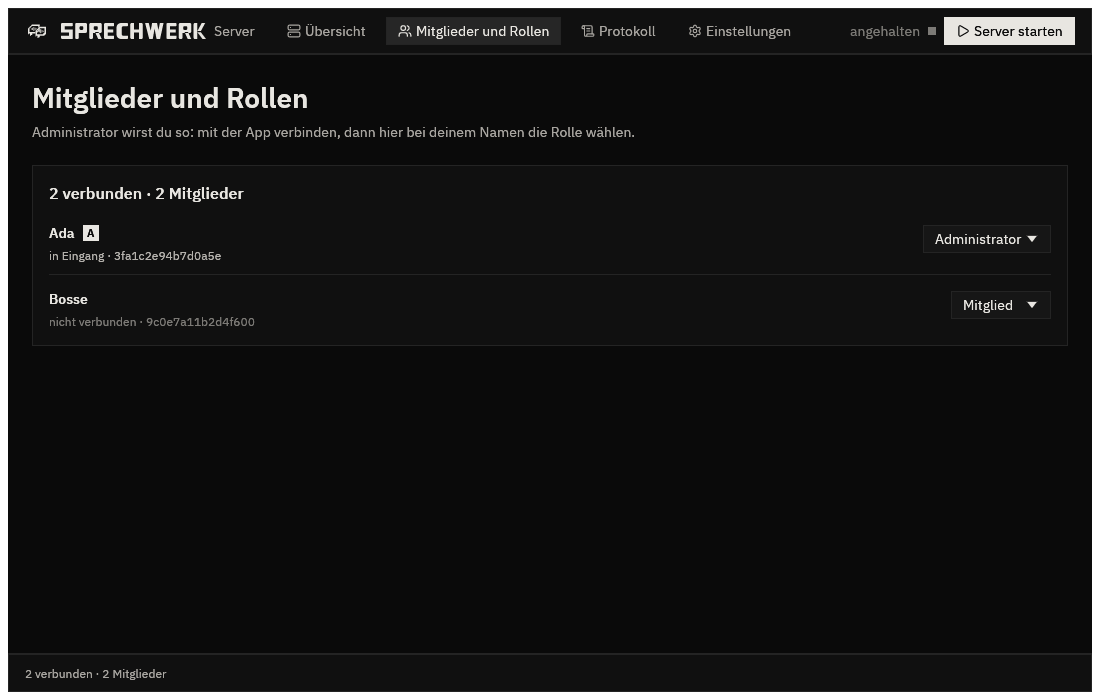 SPRECHWERK Server Übersicht Mitglieder und Rollen Protokoll Einstellungen angehalten Server starten
Mitglieder und Rollen
Administrator wirst du so: mit der App verbinden, dann hier bei deinem Namen die Rolle wählen.
2 verbunden · 2 Mitglieder
Ada A
Administrator
in Eingang · 3fa1c2e94b7d0a5e
Bosse
Mitglied
nicht verbunden · 9c0e7a11b2d4f600
2 verbunden · 2 Mitglieder